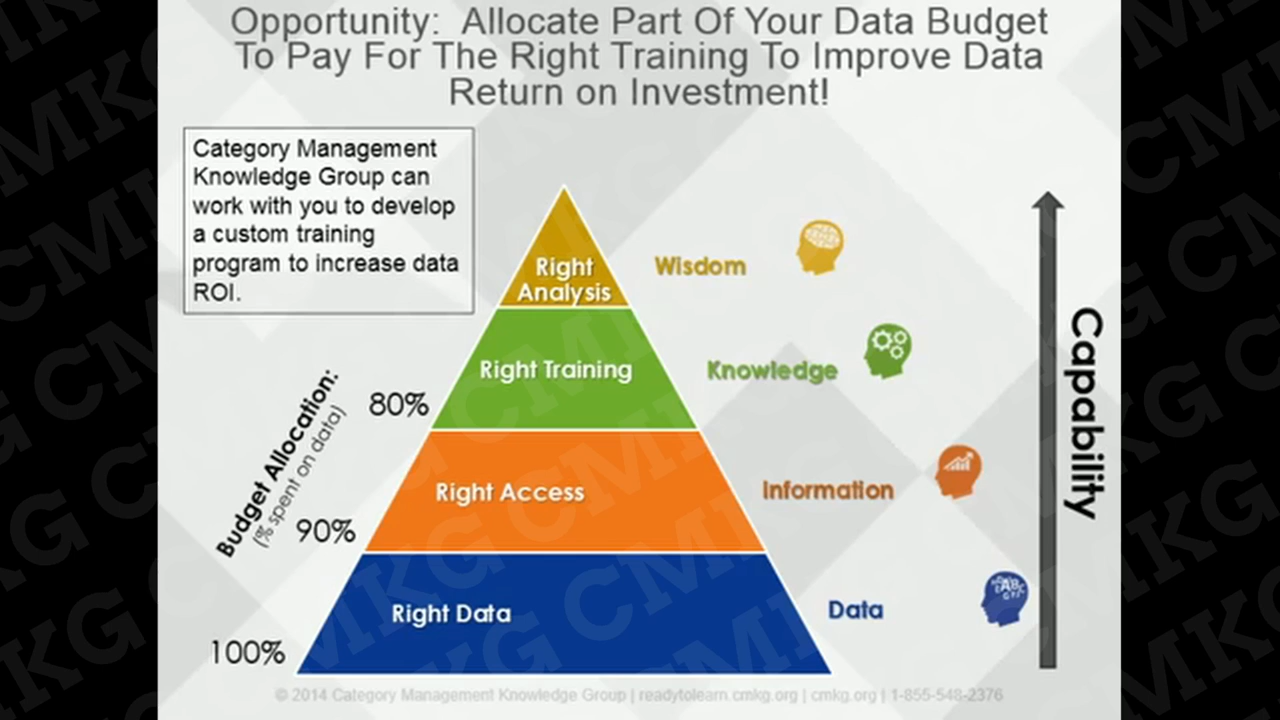 Opportunity:  Allocate Part Of Your Data Budget
To Pay For The Right Training To Improve Data
Return on Investment!
Category Management
Knowledge Group can
work with you to develop
a custom training
program to increase data
ROI.
Right
Analysis
Wisdom
Right Training
Knowledge
80%
Budget Allocation:
(% spent on data)
Right Access
Information
90%
Right Data
Data
100%
Capability
© 2014 Category Management Knowledge Group | readytolearn.cmkg.org | cmkg.org | 1-855-548-2376